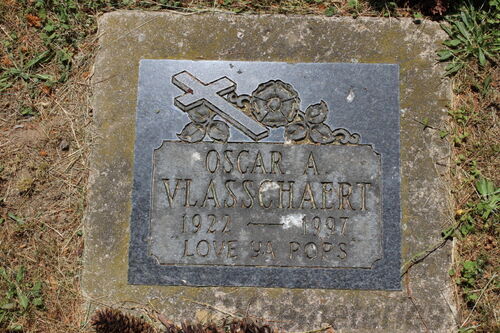 OSCAR A.
VLASSCHAERT
1922 — 1997
LOVE YA POPS